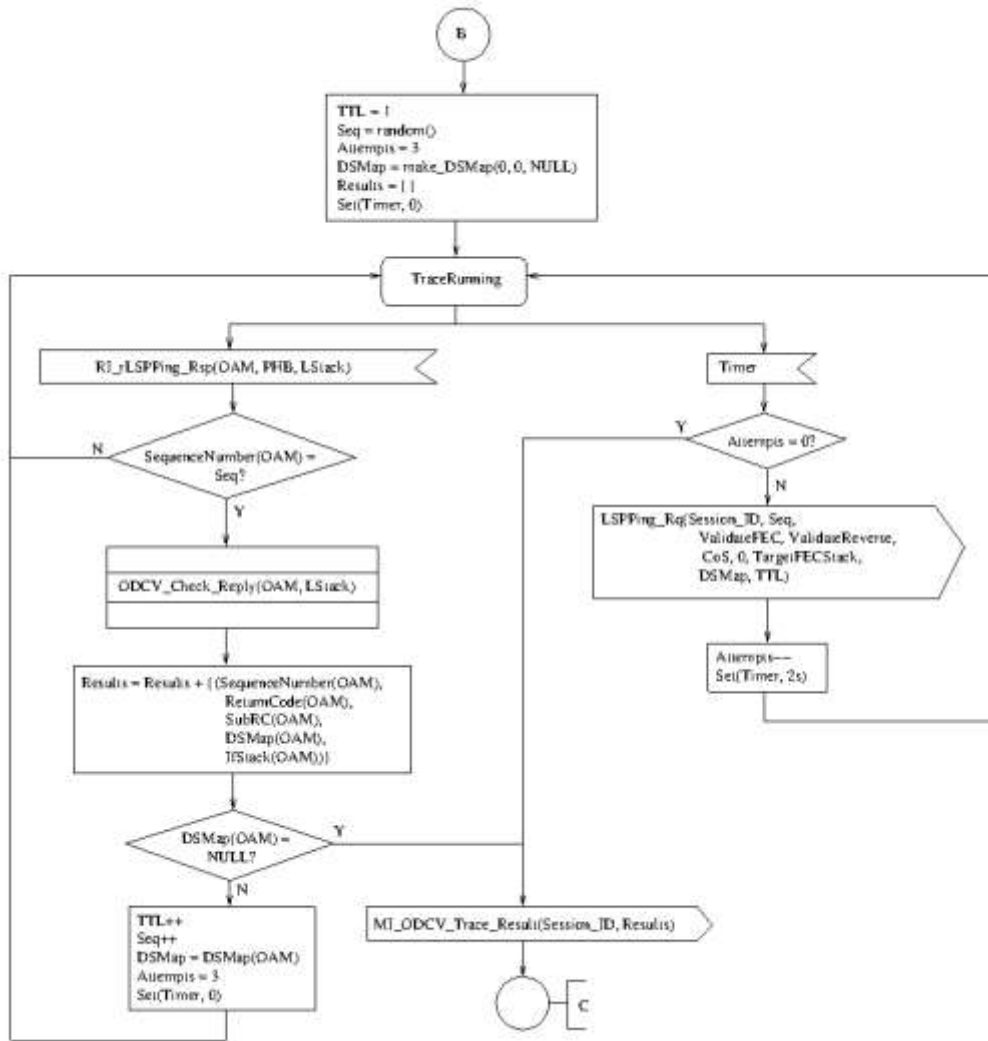 B
TTL = 1
Seq = random()
Attempts = 3
DSMap = make_DSMap(0, 0, NULL)
Results = { }
Set(Timer, 0)
TraceRunning
RI_rLSPPing_Rsp(OAM, PHB, LStack)
Timer
N
SequenceNumber(OAM) =
Seq?
Y
Y
Attempts = 0?
N
ODCV_Check_Reply(OAM, LStack)
LSPPing_Rq(Session_ID, Seq,
ValidateFEC, ValidateReverse,
CoS, 0, TargetFECStack,
DSMap, TTL)
Attempts--
Set(Timer, 2s)
Results = Results + {(SequenceNumber(OAM),
ReturnCode(OAM),
SubRC(OAM),
DSMap(OAM),
IfStack(OAM))}
DSMap(OAM) =
NULL?
Y
N
TTL++
Seq++
DSMap = DSMap(OAM)
Attempts = 3
Set(Timer, 0)
MI_ODCV_Trace_Result(Session_ID, Results)
C